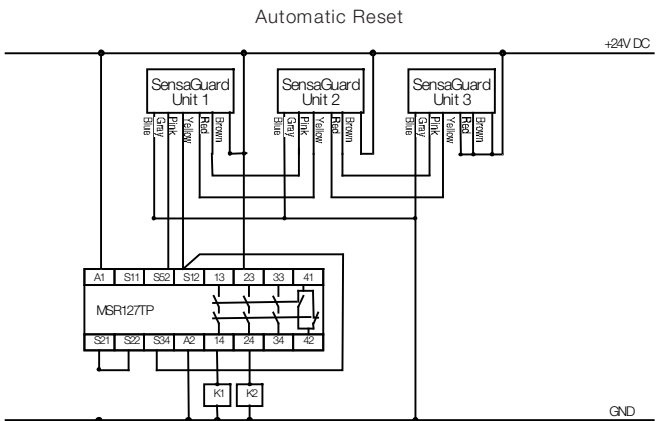 Automatic Reset
+24V DC
SensaGuard
Unit 1
SensaGuard
Unit 2
SensaGuard
Unit 3
Blue
Gray
Pink
Yellow
Red
Brown
Blue
Gray
Pink
Yellow
Red
Brown
Blue
Gray
Pink
Yellow
Red
Brown
A1 S11 S52 S12 13 23 33 41
MSR127TP
S21 S22 S34 A2 14 24 34 42
K1 K2
GND